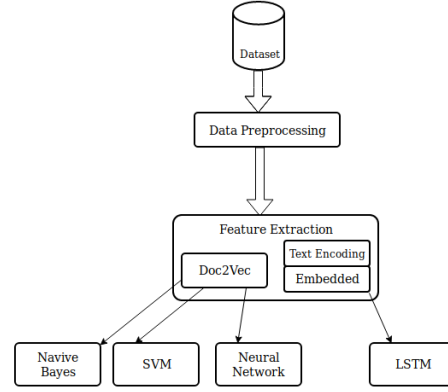 Dataset
Data Preprocessing
Feature Extraction
Text Encoding
Doc2Vec
Embedded
Navive
Bayes
SVM
Neural
Network
LSTM